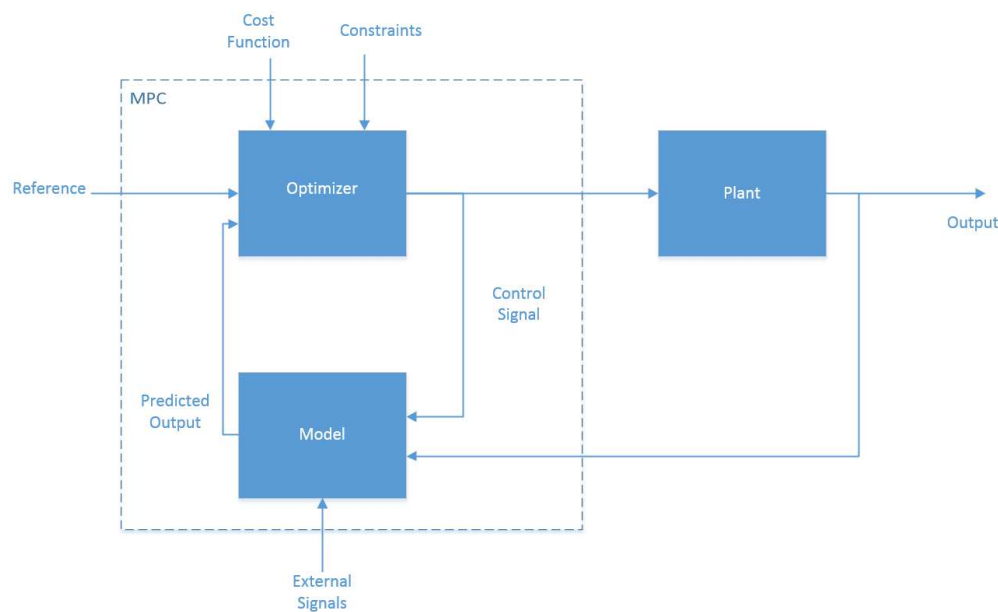 Cost
Function
Constraints
MPC
Reference
Optimizer
Plant
Output
Control
Signal
Predicted
Output
Model
External
Signals